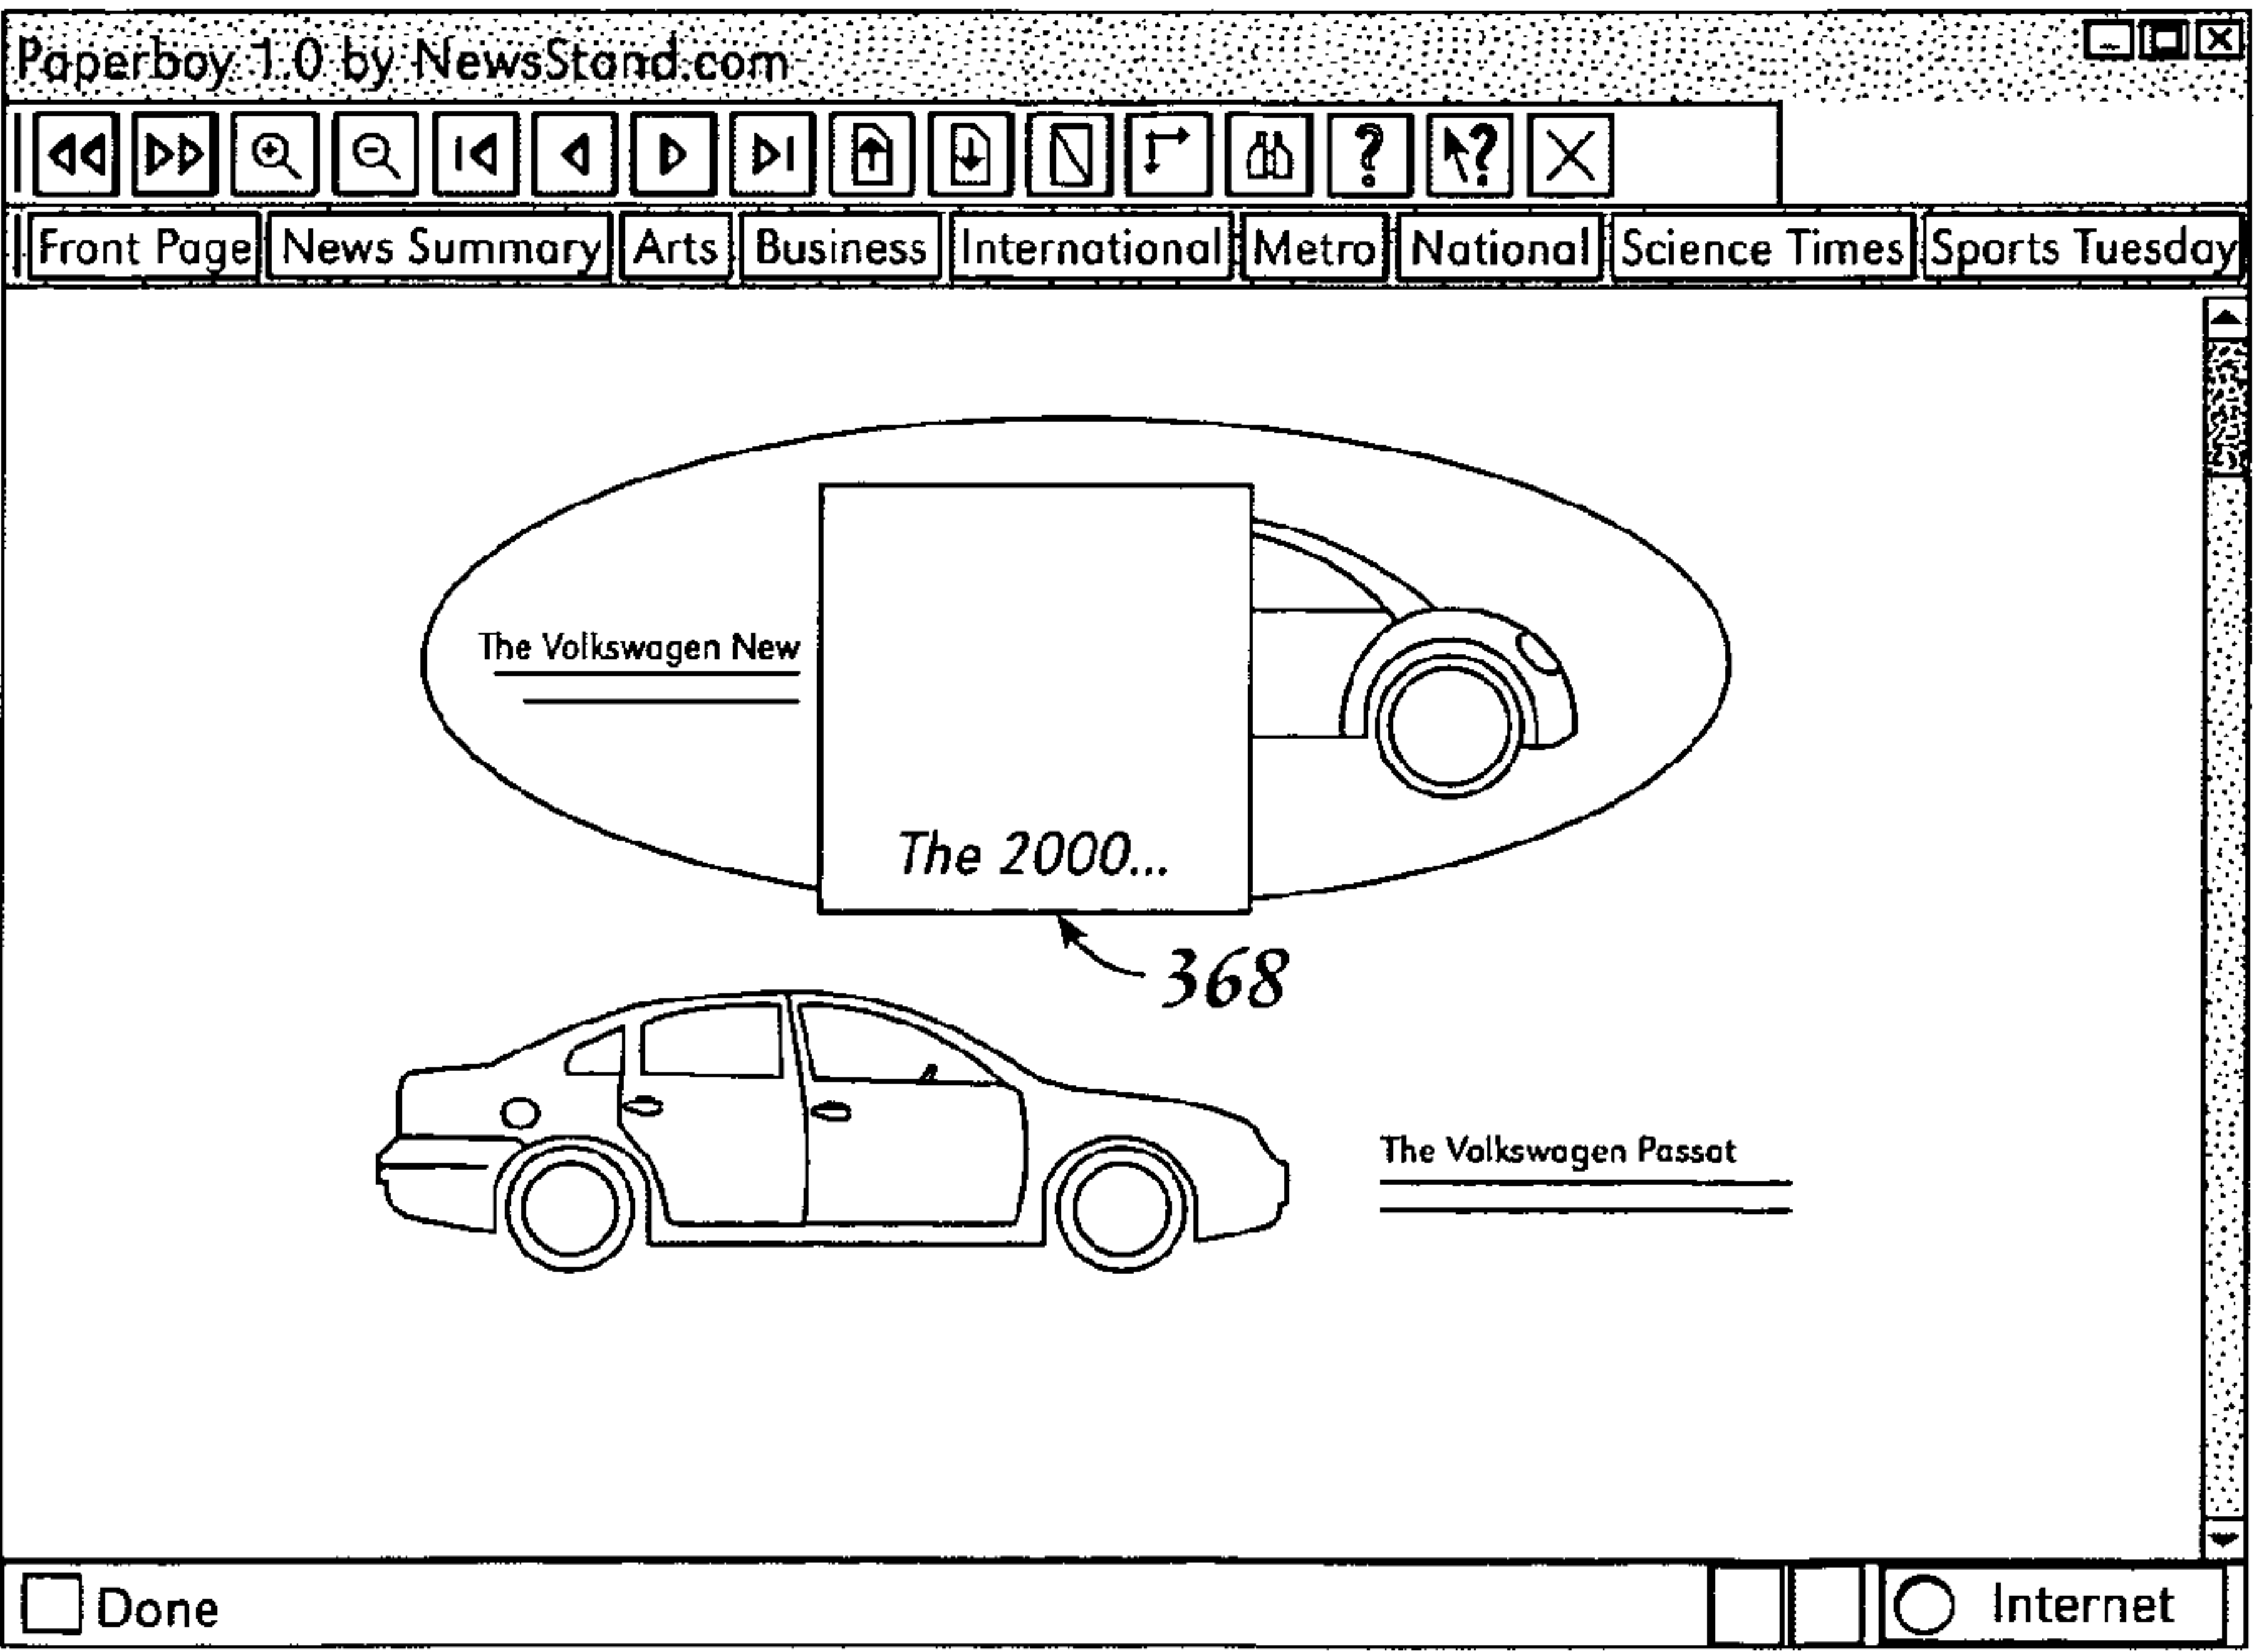 Paperboy 1.0 by NewsStand.com
Front Page News Summary Arts Business International Metro National Science Times Sports Tuesday
The Volkswagen New
The 2000...
368
The Volkswagen Passat
Done
Internet